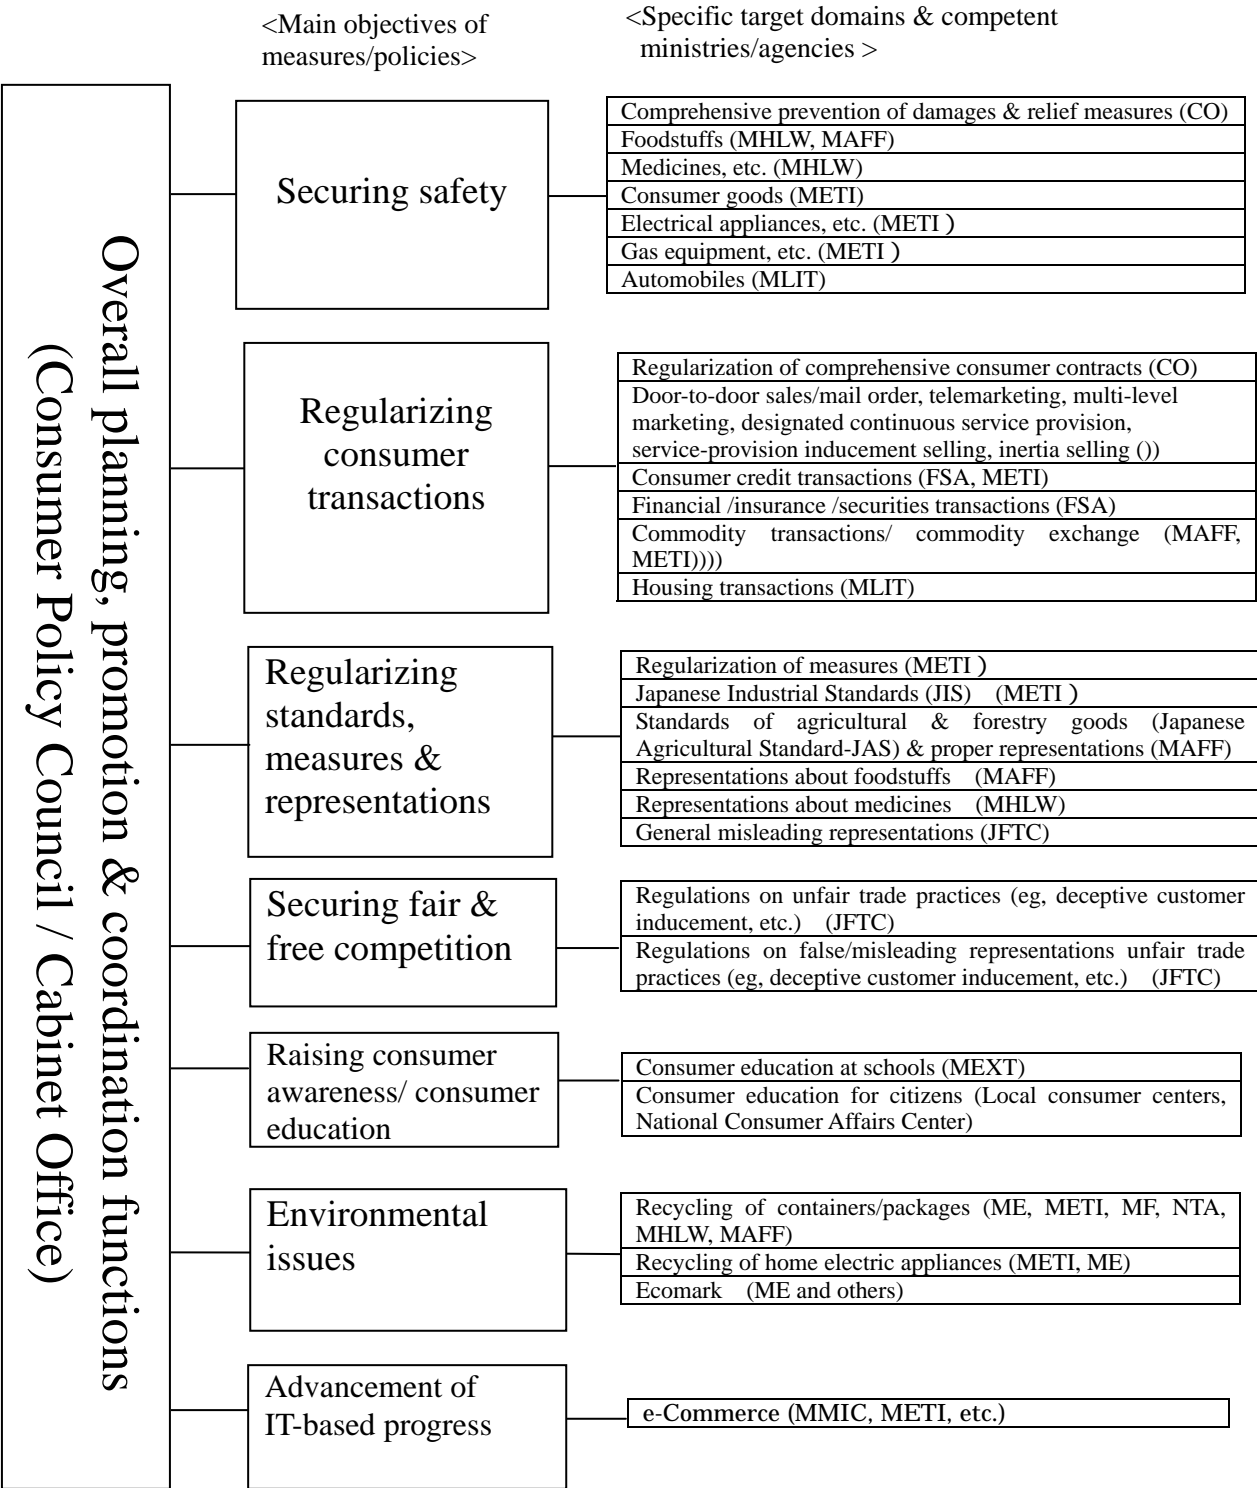 <Main objectives of
measures/policies>
<Specific target domains & competent
ministries/agencies >
Overall planning, promotion & coordination functions
(Consumer Policy Council / Cabinet Office)
Securing safety
Comprehensive prevention of damages & relief measures (CO)
Foodstuffs (MHLW, MAFF)
Medicines, etc. (MHLW)
Consumer goods (METI)
Electrical appliances, etc. (METI )
Gas equipment, etc. (METI )
Automobiles (MLIT)
Regularizing
consumer
transactions
Regularization of comprehensive consumer contracts (CO)
Door-to-door sales/mail order, telemarketing, multi-level
marketing, designated continuous service provision,
service-provision inducement selling, inertia selling ())
Consumer credit transactions (FSA, METI)
Financial /insurance /securities transactions (FSA)
Commodity transactions/ commodity exchange (MAFF,
METI))))
Housing transactions (MLIT)
Regularizing
standards,
measures &
representations
Regularization of measures (METI )
Japanese Industrial Standards (JIS) (METI )
Standards of agricultural & forestry goods (Japanese
Agricultural Standard-JAS) & proper representations (MAFF)
Representations about foodstuffs (MAFF)
Representations about medicines (MHLW)
General misleading representations (JFTC)
Securing fair &
free competition
Regulations on unfair trade practices (eg, deceptive customer
inducement, etc.) (JFTC)
Regulations on false/misleading representations unfair trade
practices (eg, deceptive customer inducement, etc.) (JFTC)
Raising consumer
awareness/ consumer
education
Consumer education at schools (MEXT)
Consumer education for citizens (Local consumer centers,
National Consumer Affairs Center)
Environmental
issues
Recycling of containers/packages (ME, METI, MF, NTA,
MHLW, MAFF)
Recycling of home electric appliances (METI, ME)
Ecomark (ME and others)
Advancement of
IT-based progress
e-Commerce (MMIC, METI, etc.)